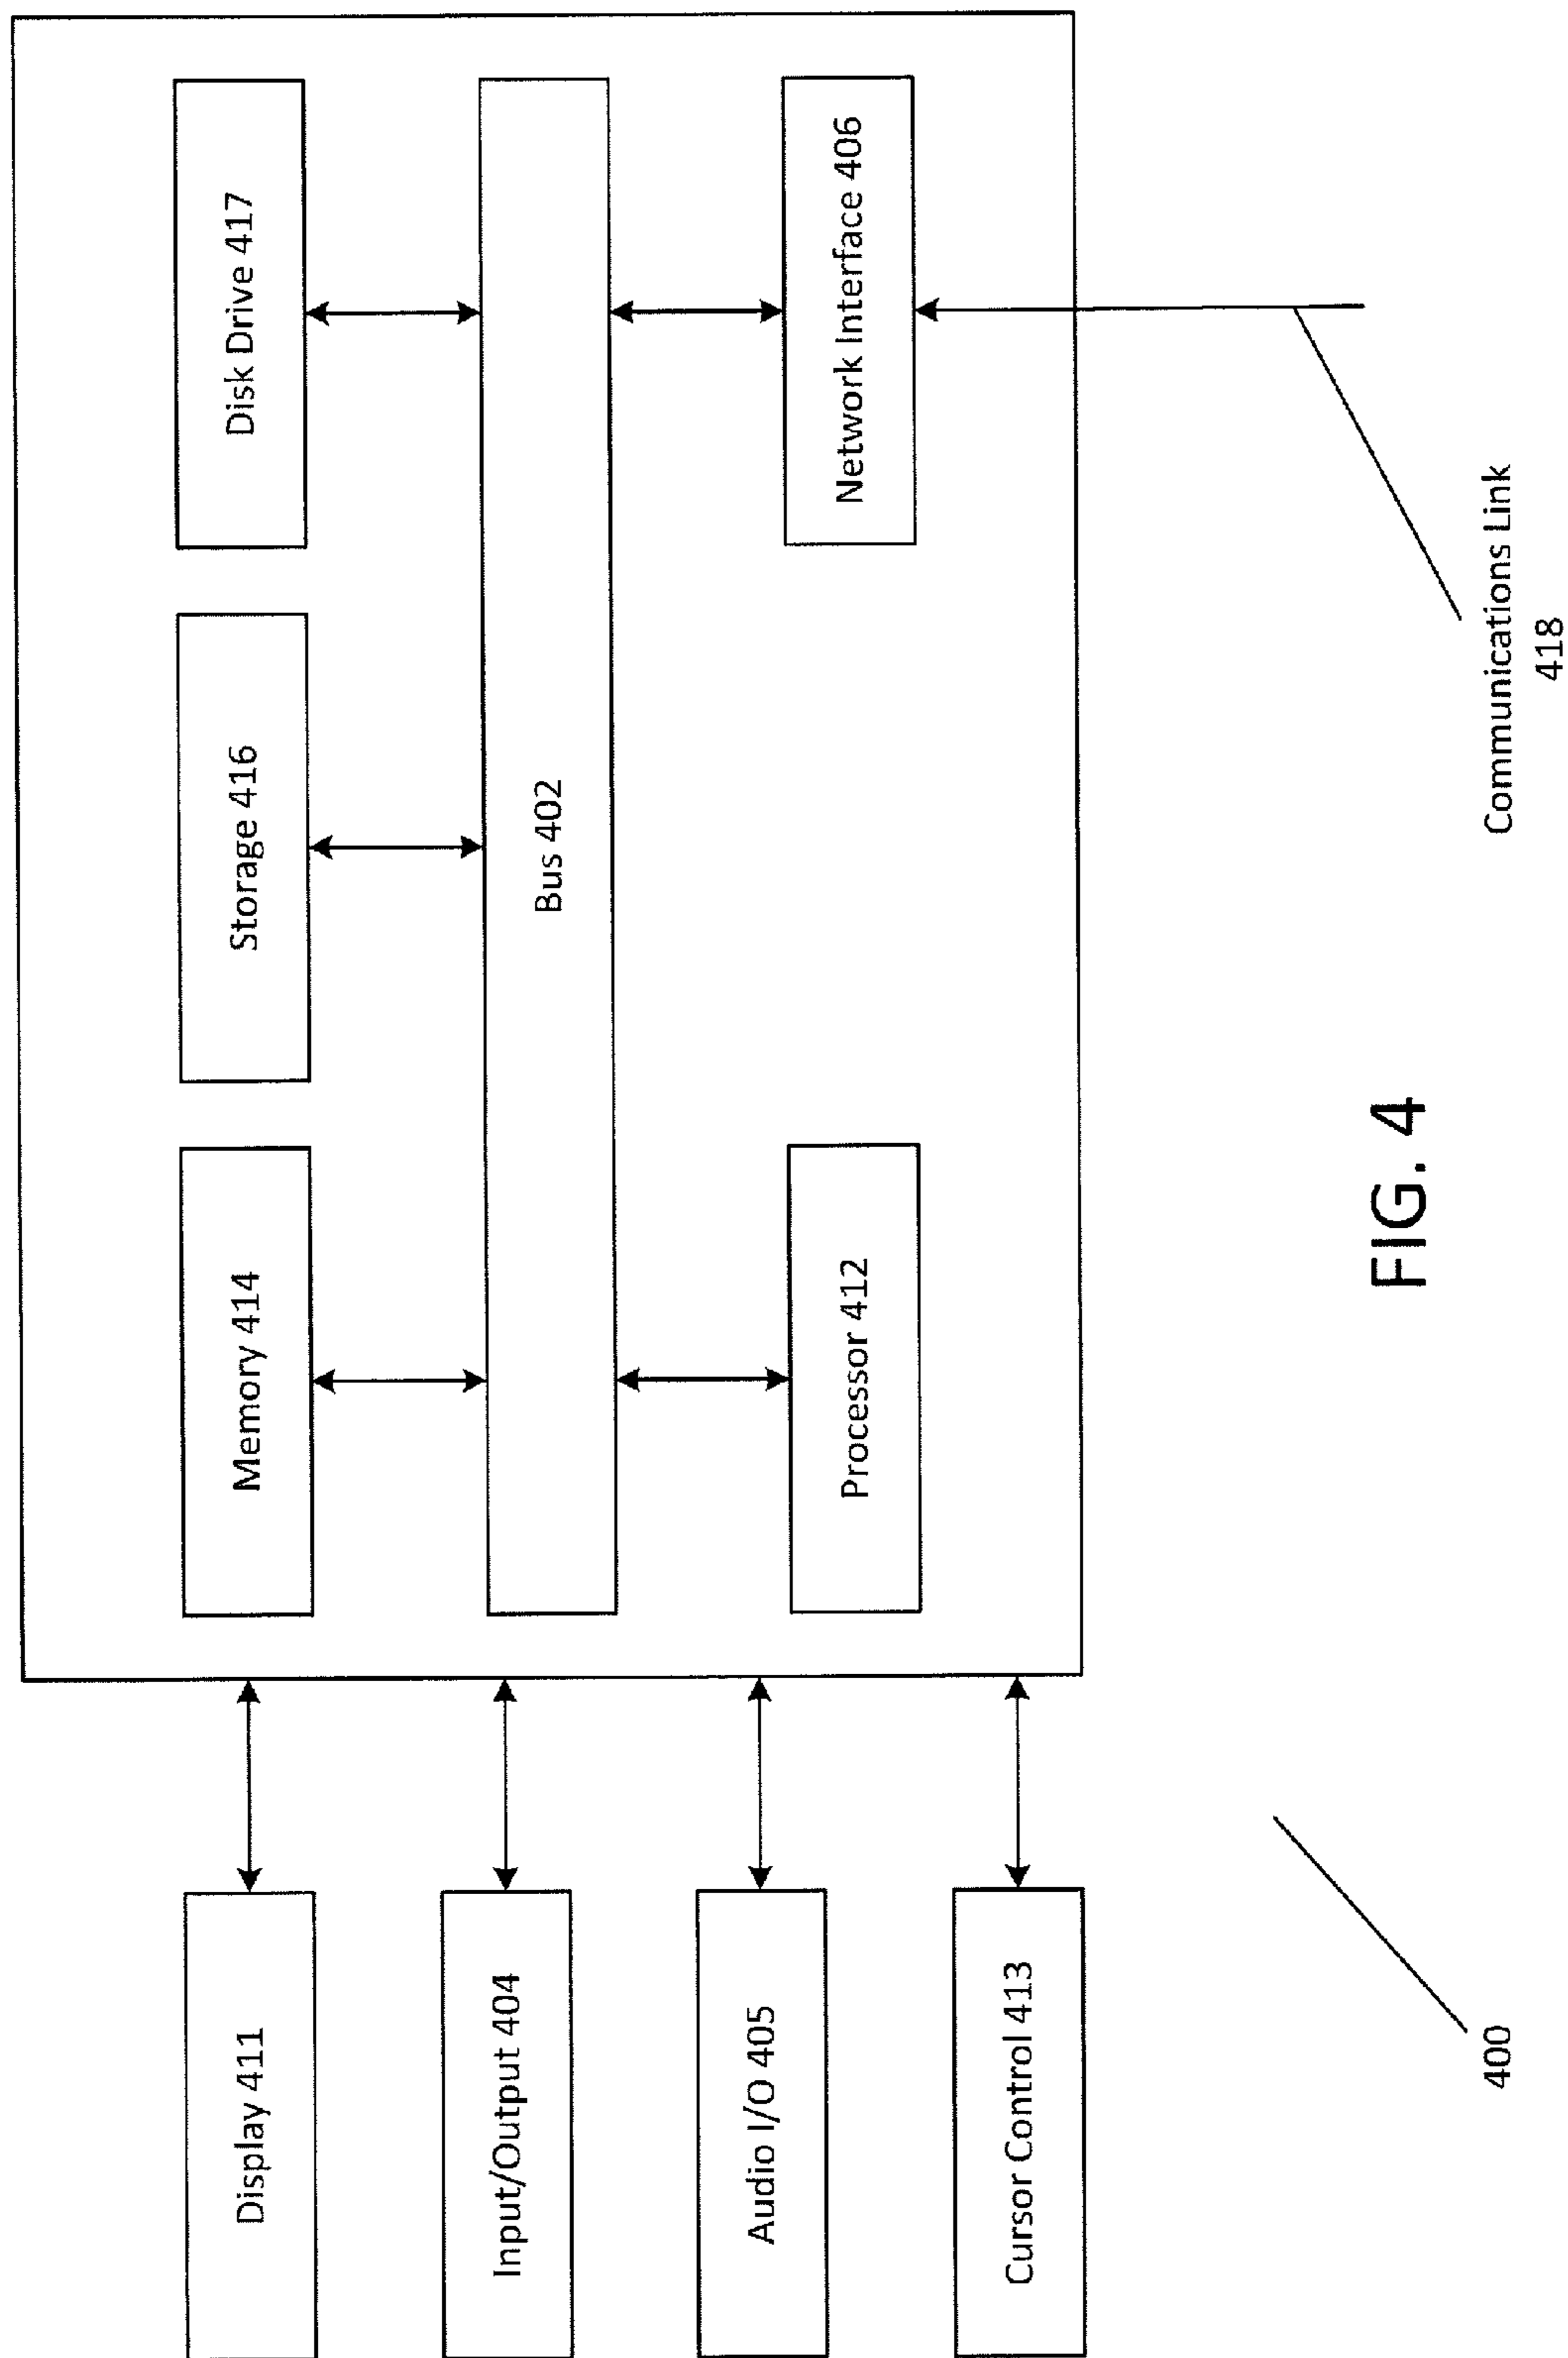 Display 411
Input/Output 404
Audio I/O 405
Cursor Control 413
Memory 414
Storage 416
Disk Drive 417
Bus 402
Processor 412
Network Interface 406
400
FIG. 4
Communications Link
418